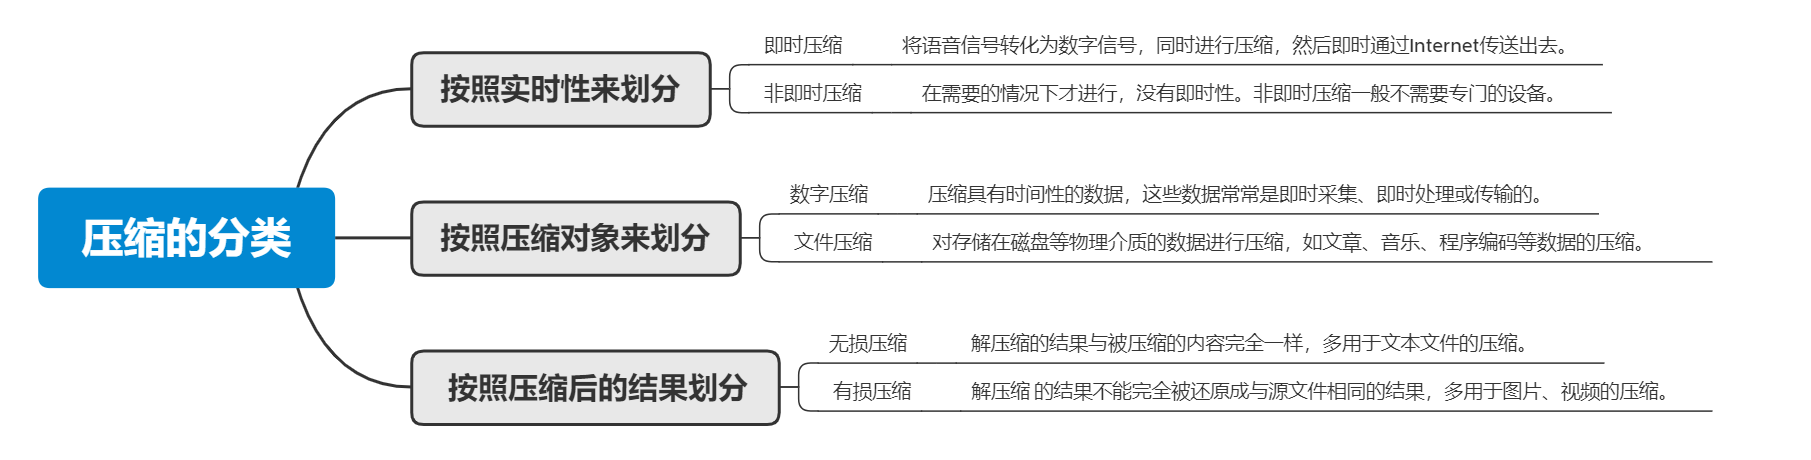 压缩的分类
按照实时性来划分
即时压缩 将语音信号转化为数字信号，同时进行压缩，然后即时通过Internet传送出去。
非即时压缩 在需要的情况下才进行，没有即时性。非即时压缩一般不需要专门的设备。
按照压缩对象来划分
数字压缩 压缩具有时间性的数据，这些数据常常是即时采集、即时处理或传输的。
文件压缩 对存储在磁盘等物理介质的数据进行压缩，如文章、音乐、程序编码等数据的压缩。
按照压缩后的结果划分
无损压缩 解压缩的结果与被压缩的内容完全一样，多用于文本文件的压缩。
有损压缩 解压缩 的结果不能完全被还原成与源文件相同的结果，多用于图片、视频的压缩。